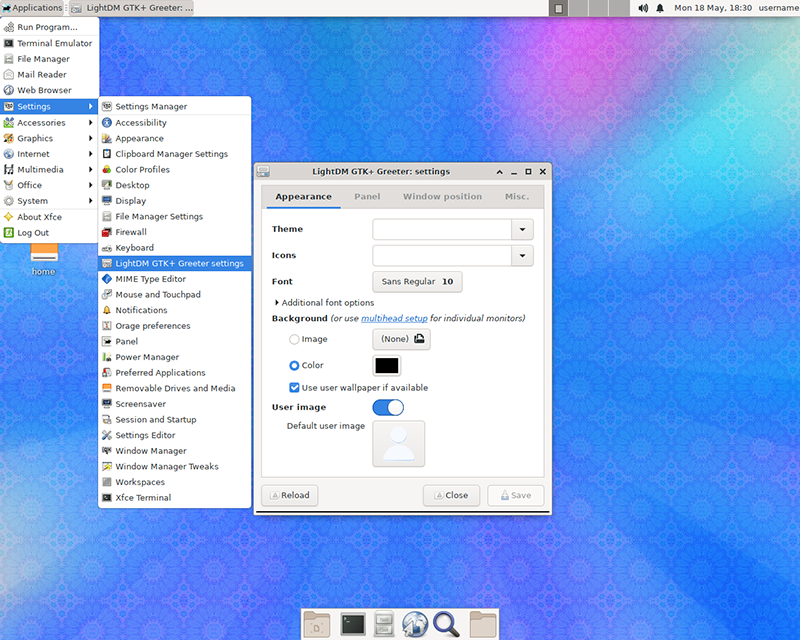 Applications
LightDM GTK+ Greeter: ...
Mon 18 May, 18:30
username
Run Program...
Terminal Emulator
File Manager
Mail Reader
Web Browser
Settings
Accessories
Graphics
Internet
Multimedia
Office
System
About Xfce
Log Out
home
Settings Manager
Accessibility
Appearance
Clipboard Manager Settings
Color Profiles
Desktop
Display
File Manager Settings
Firewall
Keyboard
LightDM GTK+ Greeter settings
MIME Type Editor
Mouse and Touchpad
Notifications
Orage preferences
Panel
Power Manager
Preferred Applications
Removable Drives and Media
Screensaver
Session and Startup
Settings Editor
Window Manager
Window Manager Tweaks
Workspaces
Xfce Terminal
LightDM GTK+ Greeter: settings
Appearance Panel Window position Misc.
Theme
Icons
Font Sans Regular 10
Additional font options
Background (or use multihead setup for individual monitors)
Image (None)
Color
Use user wallpaper if available
User image
Default user image
Reload Close Save